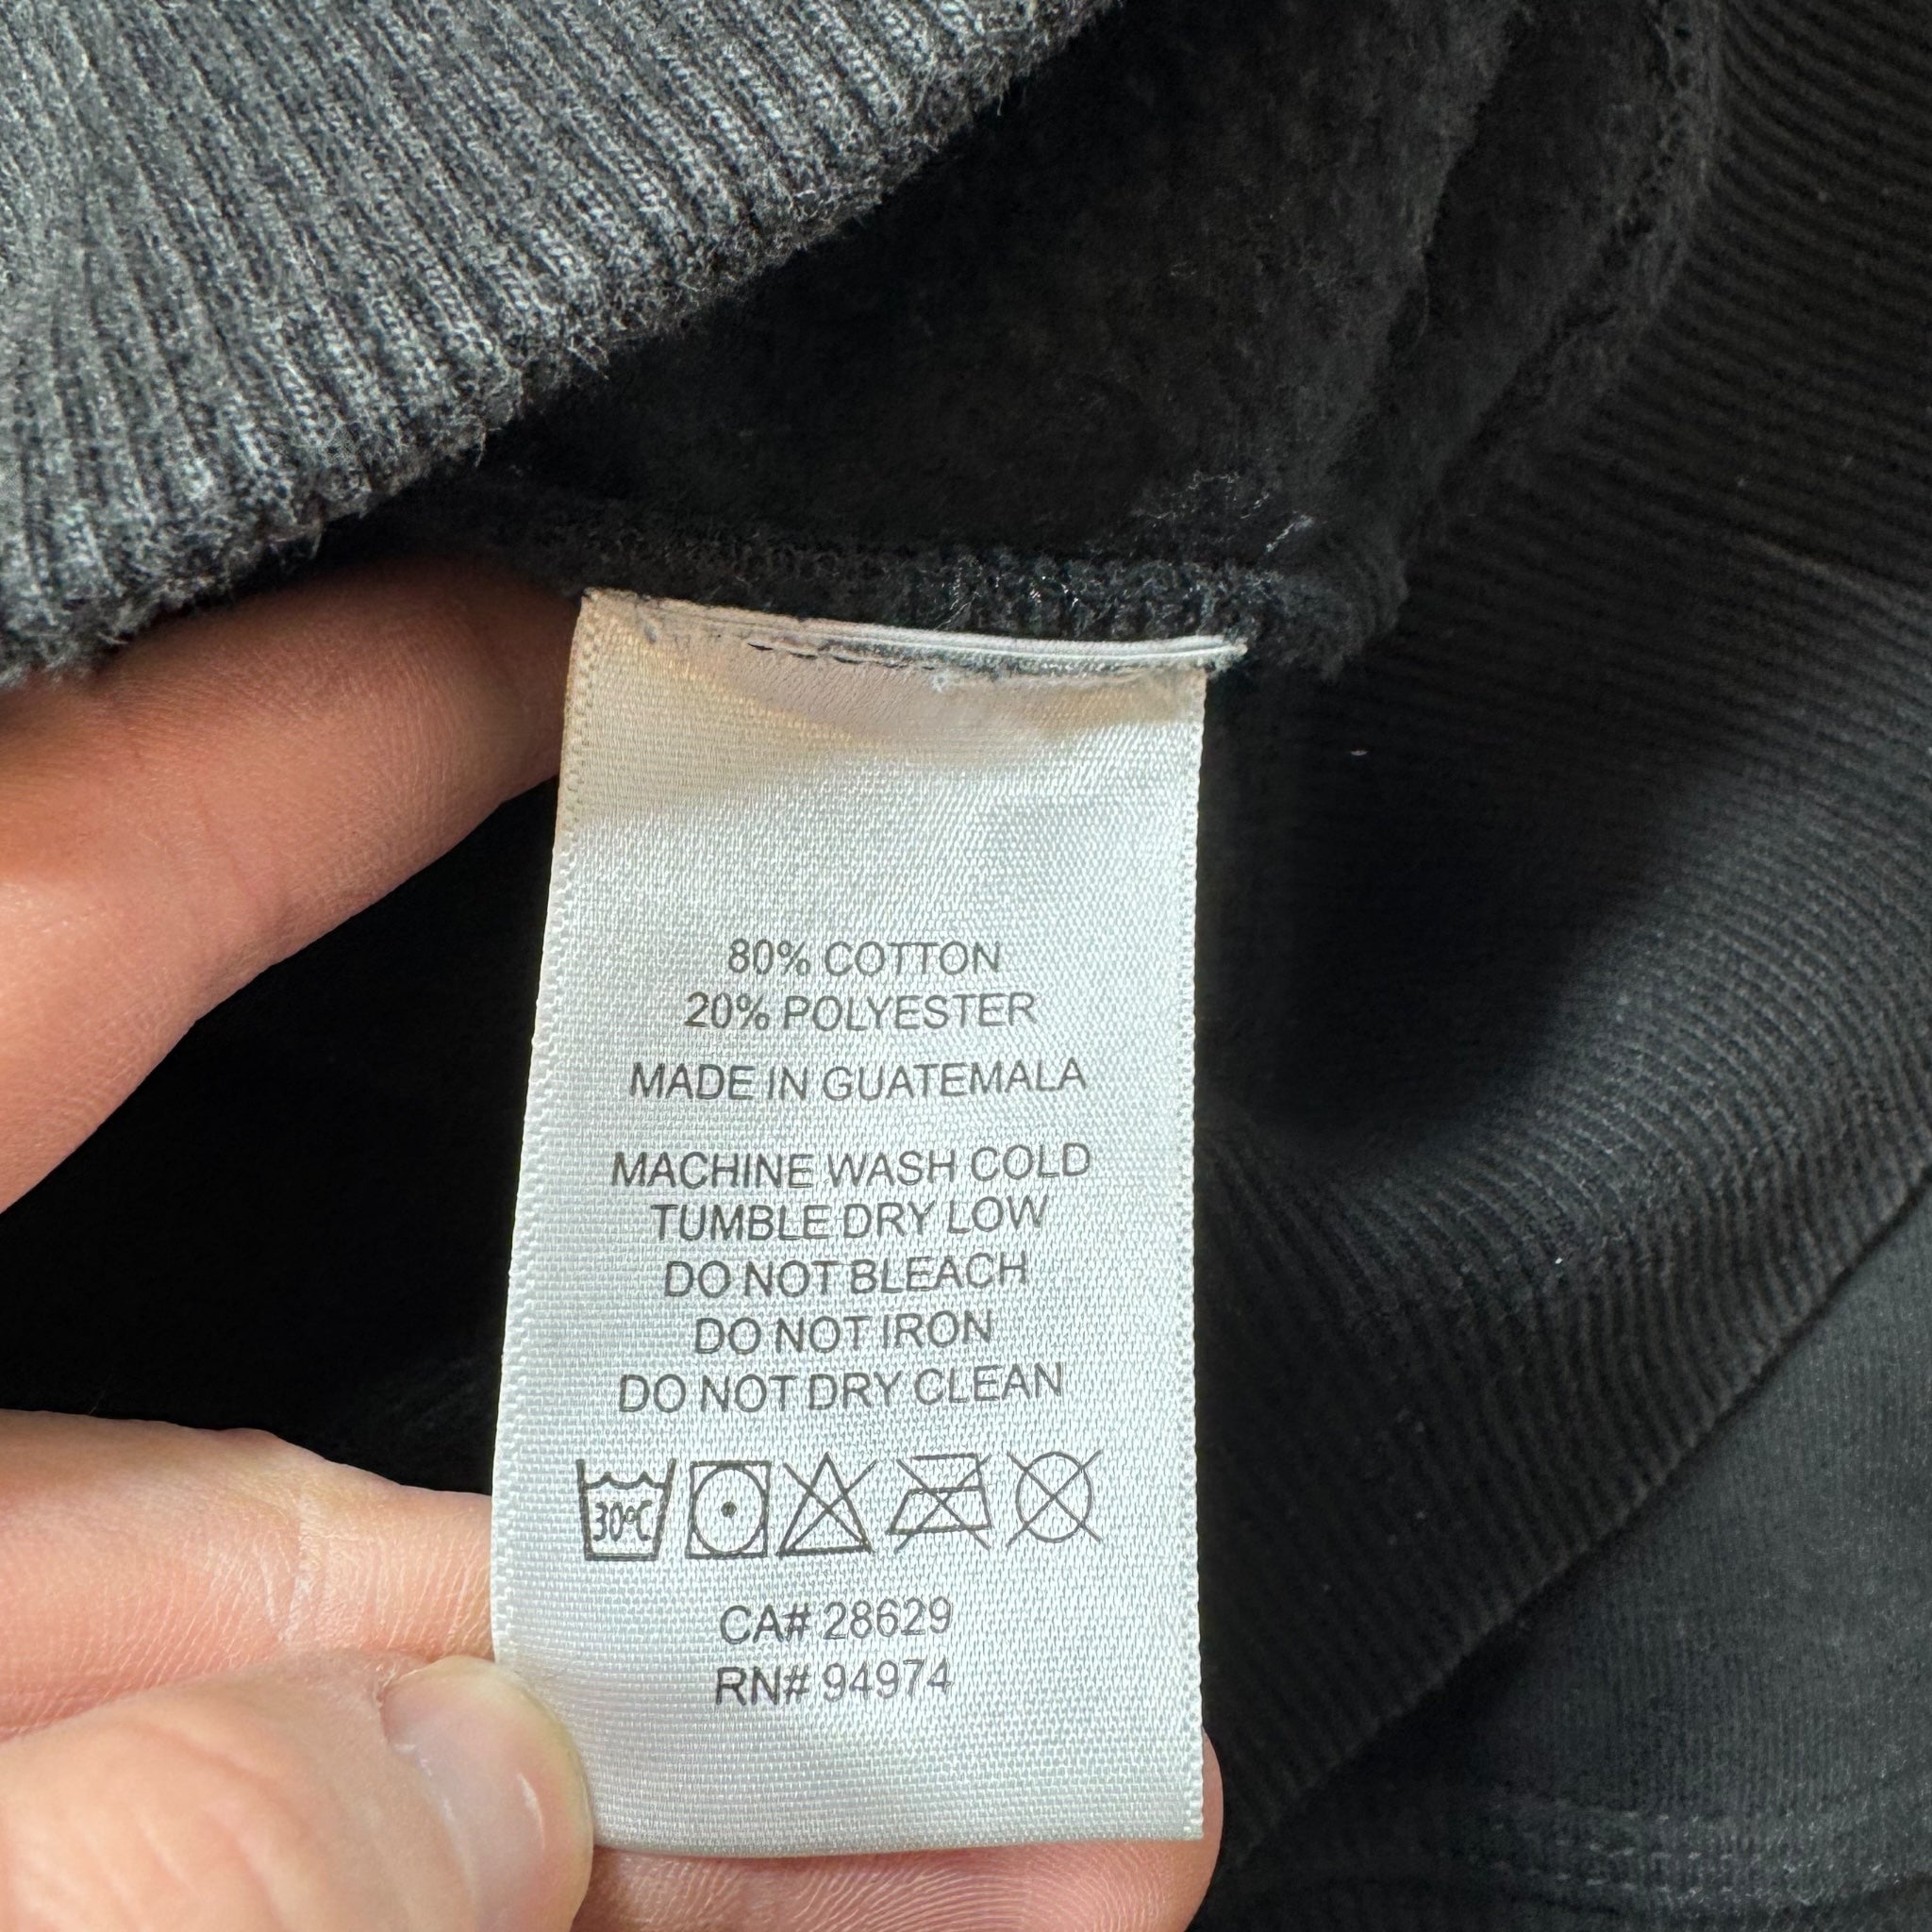 80% COTTON
20% POLYESTER
MADE IN GUATEMALA
MACHINE WASH COLD
TUMBLE DRY LOW
DO NOT BLEACH
DO NOT IRON
DO NOT DRY CLEAN
30°C
CA# 28629
RN# 94974